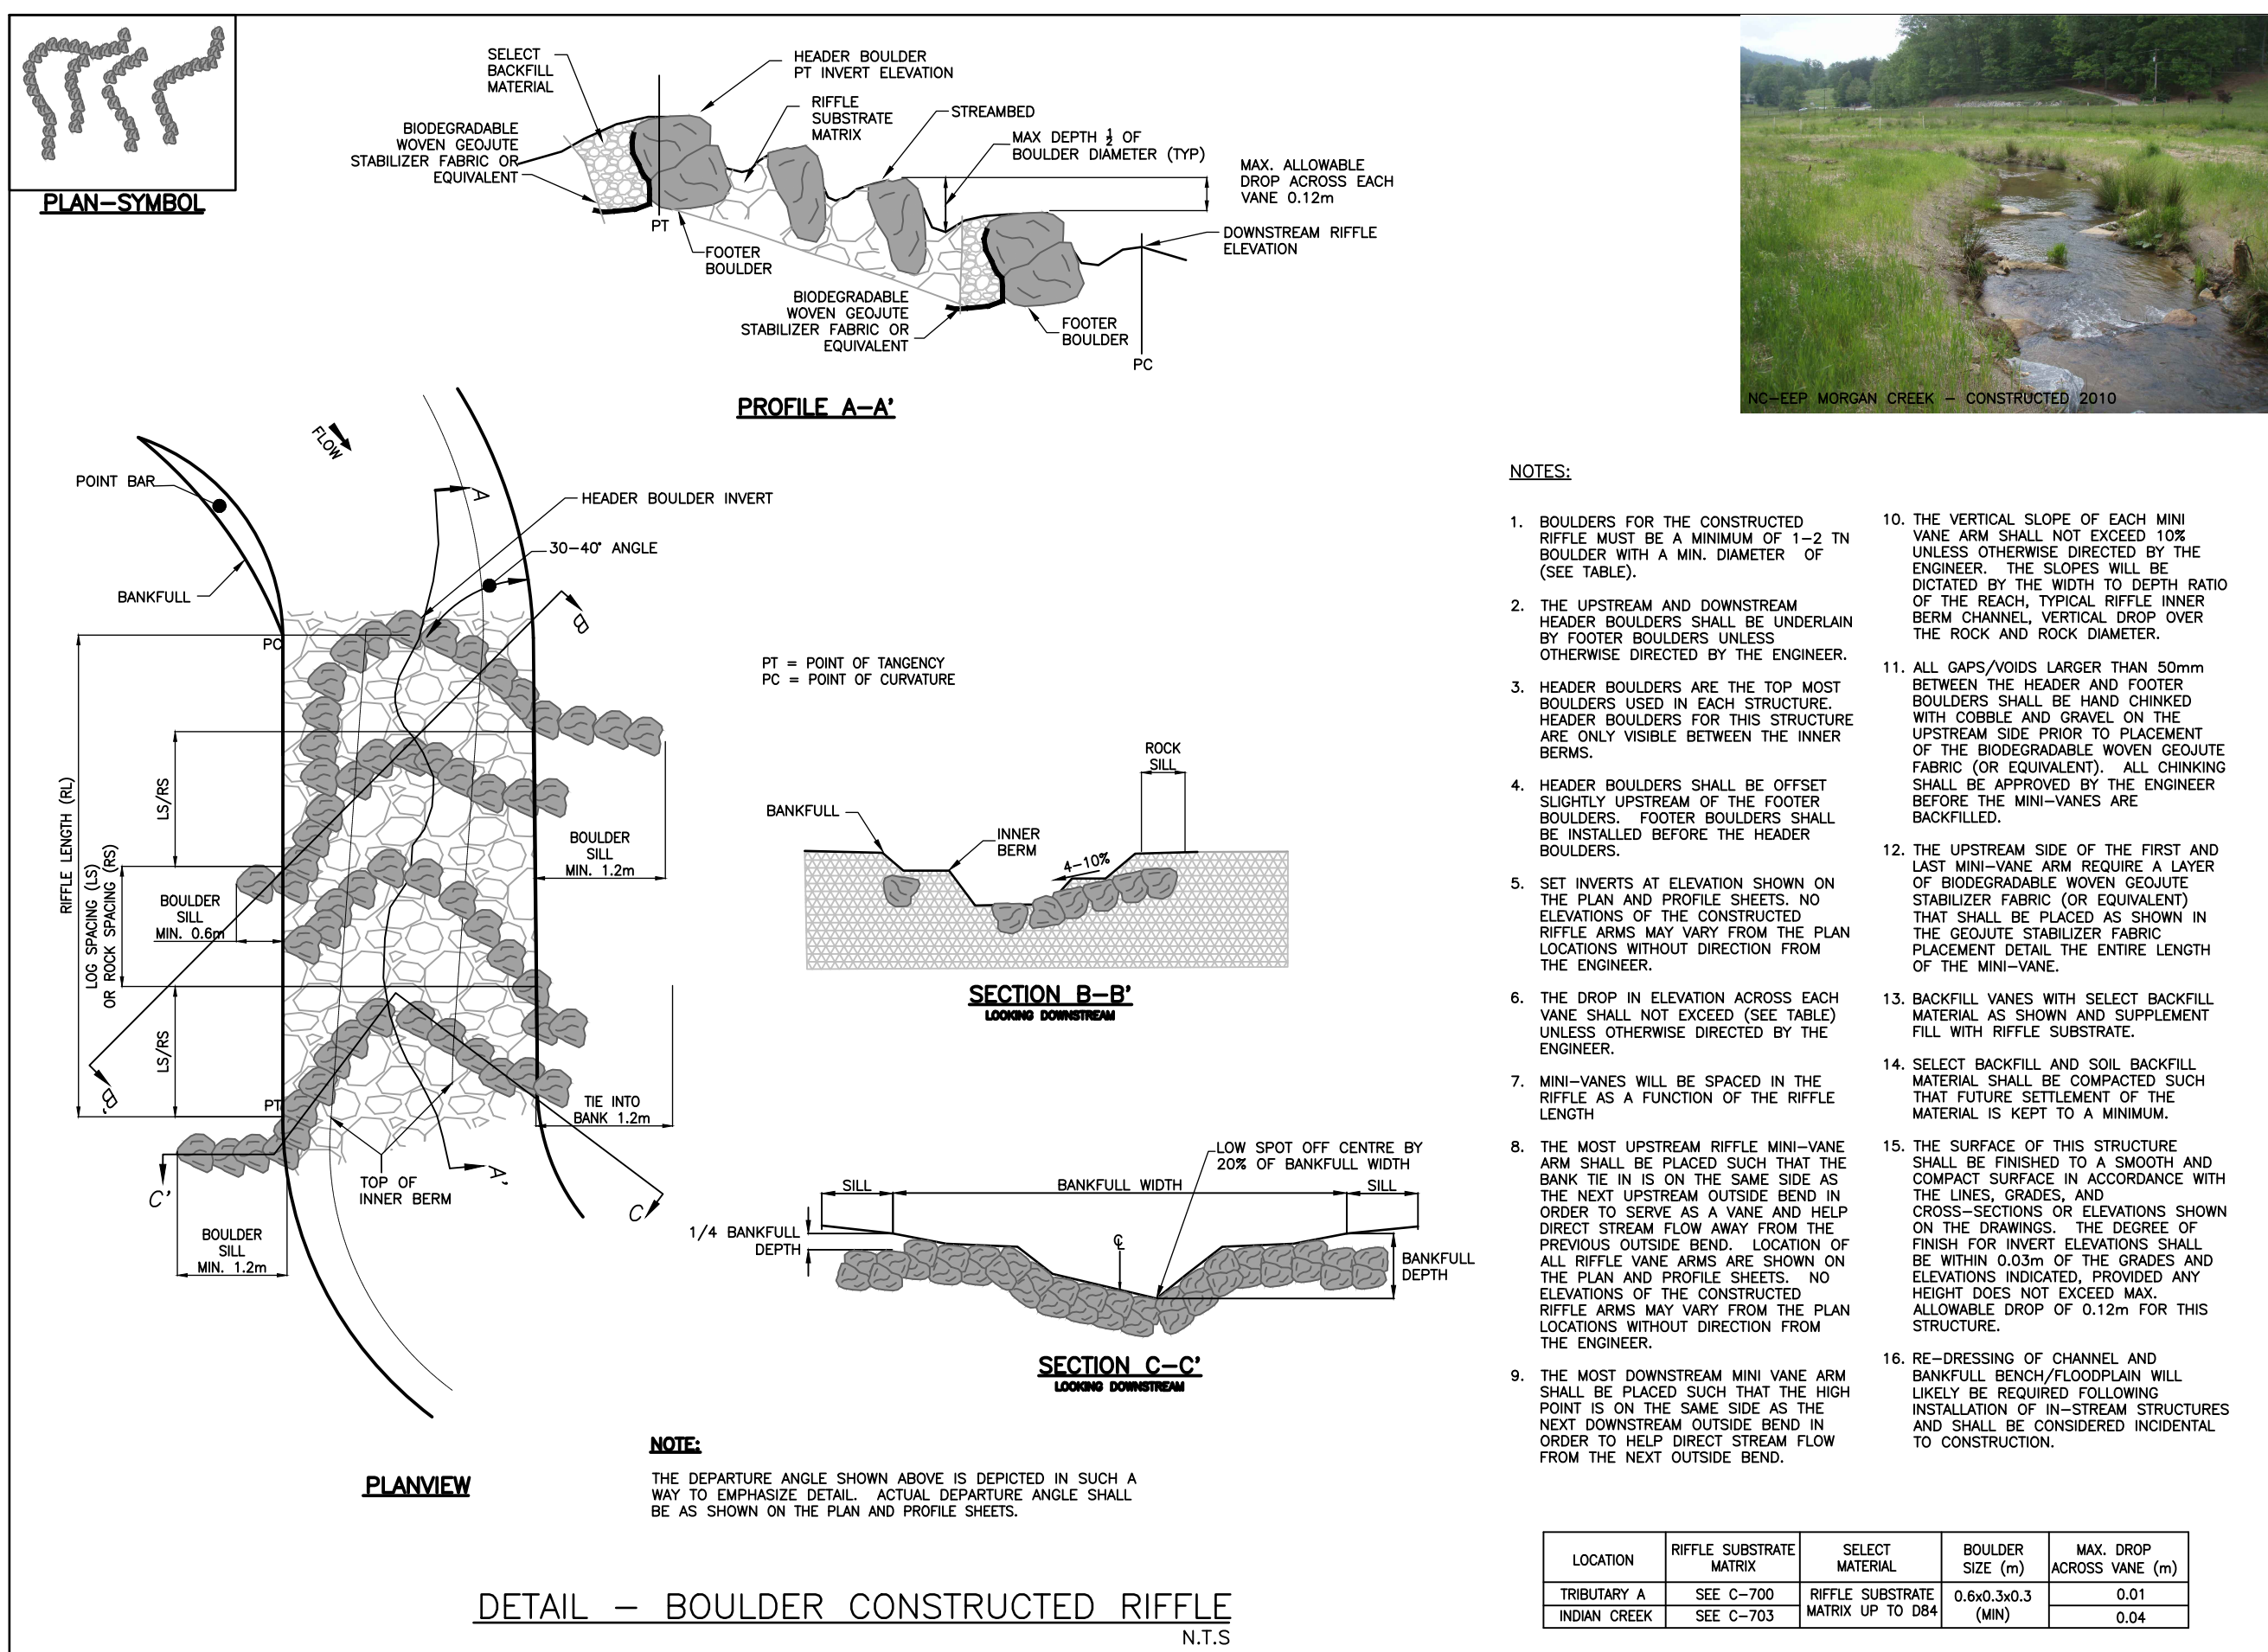 PLAN-SYMBOL
SELECT
BACKFILL
MATERIAL
HEADER BOULDER
PT INVERT ELEVATION
RIFFLE
SUBSTRATE
MATRIX
STREAMBED
BIODEGRADABLE
WOVEN GEOJUTE
STABILIZER FABRIC OR
EQUIVALENT
MAX DEPTH ½ OF
BOULDER DIAMETER (TYP)
MAX. ALLOWABLE
DROP ACROSS EACH
VANE 0.12m
PT
FOOTER
BOULDER
DOWNSTREAM RIFFLE
ELEVATION
BIODEGRADABLE
WOVEN GEOJUTE
STABILIZER FABRIC OR
EQUIVALENT
FOOTER
BOULDER
PC
PROFILE A-A'
NC-EEP MORGAN CREEK - CONSTRUCTED 2010
FLOW
POINT BAR
BANKFULL
A
HEADER BOULDER INVERT
30-40° ANGLE
B
PC
PT = POINT OF TANGENCY
PC = POINT OF CURVATURE
RIFFLE LENGTH (RL)
LS/RS
LOG SPACING (LS)
OR ROCK SPACING (RS)
BOULDER
SILL
MIN. 0.6m
BOULDER
SILL
MIN. 1.2m
LS/RS
B'
PT
TIE INTO
BANK 1.2m
C'
A'
C
TOP OF
INNER BERM
BOULDER
SILL
MIN. 1.2m
PLANVIEW
ROCK
SILL
BANKFULL
INNER
BERM
4-10%
SECTION B-B'
LOOKING DOWNSTREAM
LOW SPOT OFF CENTRE BY
20% OF BANKFULL WIDTH
SILL
BANKFULL WIDTH
SILL
1/4 BANKFULL
DEPTH
℄
BANKFULL
DEPTH
SECTION C-C'
LOOKING DOWNSTREAM
NOTE:
THE DEPARTURE ANGLE SHOWN ABOVE IS DEPICTED IN SUCH A
WAY TO EMPHASIZE DETAIL. ACTUAL DEPARTURE ANGLE SHALL
BE AS SHOWN ON THE PLAN AND PROFILE SHEETS.
DETAIL - BOULDER CONSTRUCTED RIFFLE
N.T.S
NOTES:
1. BOULDERS FOR THE CONSTRUCTED
RIFFLE MUST BE A MINIMUM OF 1-2 TN
BOULDER WITH A MIN. DIAMETER OF
(SEE TABLE).
2. THE UPSTREAM AND DOWNSTREAM
HEADER BOULDERS SHALL BE UNDERLAIN
BY FOOTER BOULDERS UNLESS
OTHERWISE DIRECTED BY THE ENGINEER.
3. HEADER BOULDERS ARE THE TOP MOST
BOULDERS USED IN EACH STRUCTURE.
HEADER BOULDERS FOR THIS STRUCTURE
ARE ONLY VISIBLE BETWEEN THE INNER
BERMS.
4. HEADER BOULDERS SHALL BE OFFSET
SLIGHTLY UPSTREAM OF THE FOOTER
BOULDERS. FOOTER BOULDERS SHALL
BE INSTALLED BEFORE THE HEADER
BOULDERS.
5. SET INVERTS AT ELEVATION SHOWN ON
THE PLAN AND PROFILE SHEETS. NO
ELEVATIONS OF THE CONSTRUCTED
RIFFLE ARMS MAY VARY FROM THE PLAN
LOCATIONS WITHOUT DIRECTION FROM
THE ENGINEER.
6. THE DROP IN ELEVATION ACROSS EACH
VANE SHALL NOT EXCEED (SEE TABLE)
UNLESS OTHERWISE DIRECTED BY THE
ENGINEER.
7. MINI-VANES WILL BE SPACED IN THE
RIFFLE AS A FUNCTION OF THE RIFFLE
LENGTH
8. THE MOST UPSTREAM RIFFLE MINI-VANE
ARM SHALL BE PLACED SUCH THAT THE
BANK TIE IN IS ON THE SAME SIDE AS
THE NEXT UPSTREAM OUTSIDE BEND IN
ORDER TO SERVE AS A VANE AND HELP
DIRECT STREAM FLOW AWAY FROM THE
PREVIOUS OUTSIDE BEND. LOCATION OF
ALL RIFFLE VANE ARMS ARE SHOWN ON
THE PLAN AND PROFILE SHEETS. NO
ELEVATIONS OF THE CONSTRUCTED
RIFFLE ARMS MAY VARY FROM THE PLAN
LOCATIONS WITHOUT DIRECTION FROM
THE ENGINEER.
9. THE MOST DOWNSTREAM MINI VANE ARM
SHALL BE PLACED SUCH THAT THE HIGH
POINT IS ON THE SAME SIDE AS THE
NEXT DOWNSTREAM OUTSIDE BEND IN
ORDER TO HELP DIRECT STREAM FLOW
FROM THE NEXT OUTSIDE BEND.
10. THE VERTICAL SLOPE OF EACH MINI
VANE ARM SHALL NOT EXCEED 10%
UNLESS OTHERWISE DIRECTED BY THE
ENGINEER. THE SLOPES WILL BE
DICTATED BY THE WIDTH TO DEPTH RATIO
OF THE REACH, TYPICAL RIFFLE INNER
BERM CHANNEL, VERTICAL DROP OVER
THE ROCK AND ROCK DIAMETER.
11. ALL GAPS/VOIDS LARGER THAN 50mm
BETWEEN THE HEADER AND FOOTER
BOULDERS SHALL BE HAND CHINKED
WITH COBBLE AND GRAVEL ON THE
UPSTREAM SIDE PRIOR TO PLACEMENT
OF THE BIODEGRADABLE WOVEN GEOJUTE
FABRIC (OR EQUIVALENT). ALL CHINKING
SHALL BE APPROVED BY THE ENGINEER
BEFORE THE MINI-VANES ARE
BACKFILLED.
12. THE UPSTREAM SIDE OF THE FIRST AND
LAST MINI-VANE ARM REQUIRE A LAYER
OF BIODEGRADABLE WOVEN GEOJUTE
STABILIZER FABRIC (OR EQUIVALENT)
THAT SHALL BE PLACED AS SHOWN IN
THE GEOJUTE STABILIZER FABRIC
PLACEMENT DETAIL THE ENTIRE LENGTH
OF THE MINI-VANE.
13. BACKFILL VANES WITH SELECT BACKFILL
MATERIAL AS SHOWN AND SUPPLEMENT
FILL WITH RIFFLE SUBSTRATE.
14. SELECT BACKFILL AND SOIL BACKFILL
MATERIAL SHALL BE COMPACTED SUCH
THAT FUTURE SETTLEMENT OF THE
MATERIAL IS KEPT TO A MINIMUM.
15. THE SURFACE OF THIS STRUCTURE
SHALL BE FINISHED TO A SMOOTH AND
COMPACT SURFACE IN ACCORDANCE WITH
THE LINES, GRADES, AND
CROSS-SECTIONS OR ELEVATIONS SHOWN
ON THE DRAWINGS. THE DEGREE OF
FINISH FOR INVERT ELEVATIONS SHALL
BE WITHIN 0.03m OF THE GRADES AND
ELEVATIONS INDICATED, PROVIDED ANY
HEIGHT DOES NOT EXCEED MAX.
ALLOWABLE DROP OF 0.12m FOR THIS
STRUCTURE.
16. RE-DRESSING OF CHANNEL AND
BANKFULL BENCH/FLOODPLAIN WILL
LIKELY BE REQUIRED FOLLOWING
INSTALLATION OF IN-STREAM STRUCTURES
AND SHALL BE CONSIDERED INCIDENTAL
TO CONSTRUCTION.
LOCATION
RIFFLE SUBSTRATE
MATRIX
SELECT
MATERIAL
BOULDER
SIZE (m)
MAX. DROP
ACROSS VANE (m)
TRIBUTARY A
SEE C-700
RIFFLE SUBSTRATE
MATRIX UP TO D84
0.6x0.3x0.3
(MIN)
0.01
INDIAN CREEK
SEE C-703
0.04